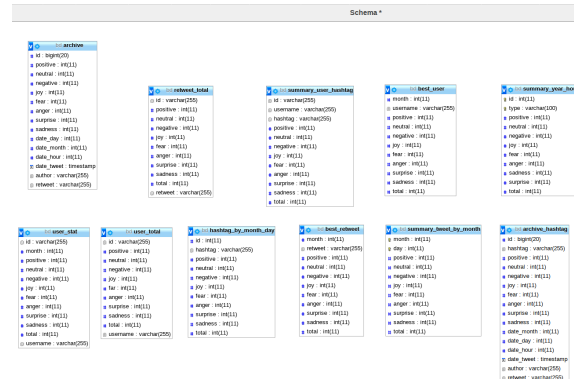 Schema *
txt archive
id : bigint(20)
positive : int(11)
neutral : int(11)
negative : int(11)
joy : int(11)
fear : int(11)
anger : int(11)
surprise : int(11)
sadness : int(11)
date_day : int(11)
date_month : int(11)
date_hour : int(11)
date_tweet : timestamp
author : varchar(255)
retweet : varchar(255)
txt retweet_total
id : varchar(255)
positive : int(11)
neutral : int(11)
negative : int(11)
joy : int(11)
fear : int(11)
anger : int(11)
surprise : int(11)
sadness : int(11)
total : int(11)
retweet : varchar(255)
txt summary_user_hashtag
id : varchar(255)
username : varchar(255)
hashtag : varchar(255)
positive : int(11)
neutral : int(11)
negative : int(11)
joy : int(11)
fear : int(11)
anger : int(11)
surprise : int(11)
sadness : int(11)
total : int(11)
txt best_user
month : int(11)
username : varchar(255)
positive : int(11)
neutral : int(11)
negative : int(11)
joy : int(11)
fear : int(11)
anger : int(11)
surprise : int(11)
sadness : int(11)
total : int(11)
txt summary_year_hou
id : int(11)
type : varchar(100)
positive : int(11)
neutral : int(11)
negative : int(11)
joy : int(11)
fear : int(11)
anger : int(11)
sadness : int(11)
surprise : int(11)
total : int(11)
txt user_stat
id : varchar(255)
month : int(11)
positive : int(11)
neutral : int(11)
negative : int(11)
joy : int(11)
fear : int(11)
anger : int(11)
surprise : int(11)
sadness : int(11)
total : int(11)
username : varchar(255)
txt user_total
id : varchar(255)
positive : int(11)
neutral : int(11)
negative : int(11)
joy : int(11)
far : int(11)
anger : int(11)
surprise : int(11)
sadness : int(11)
total : int(11)
username : varchar(255)
txt hashtag_by_month_day
id : int(11)
hashtag : varchar(255)
positive : int(11)
neutral : int(11)
negative : int(11)
joy : int(11)
fear : int(11)
anger : int(11)
surprise : int(11)
sadness : int(11)
total : int(11)
txt best_retweet
month : int(11)
retweet : varchar(255)
positive : int(11)
neutral : int(11)
negative : int(11)
joy : int(11)
fear : int(11)
anger : int(11)
surprise : int(11)
sadness : int(11)
total : int(11)
txt summary_tweet_by_month
month : int(11)
day : int(11)
positive : int(11)
neutral : int(11)
negative : int(11)
joy : int(11)
fear : int(11)
anger : int(11)
surprise : int(11)
sadness : int(11)
total : int(11)
txt archive_hashtag
id : bigint(20)
hashtag : varchar(255)
positive : int(11)
neutral : int(11)
negative : int(11)
joy : int(11)
fear : int(11)
anger : int(11)
surprise : int(11)
sadness : int(11)
date_month : int(11)
date_day : int(11)
date_hour : int(11)
date_tweet : timestamp
author : varchar(255)
retweet : varchar(255)